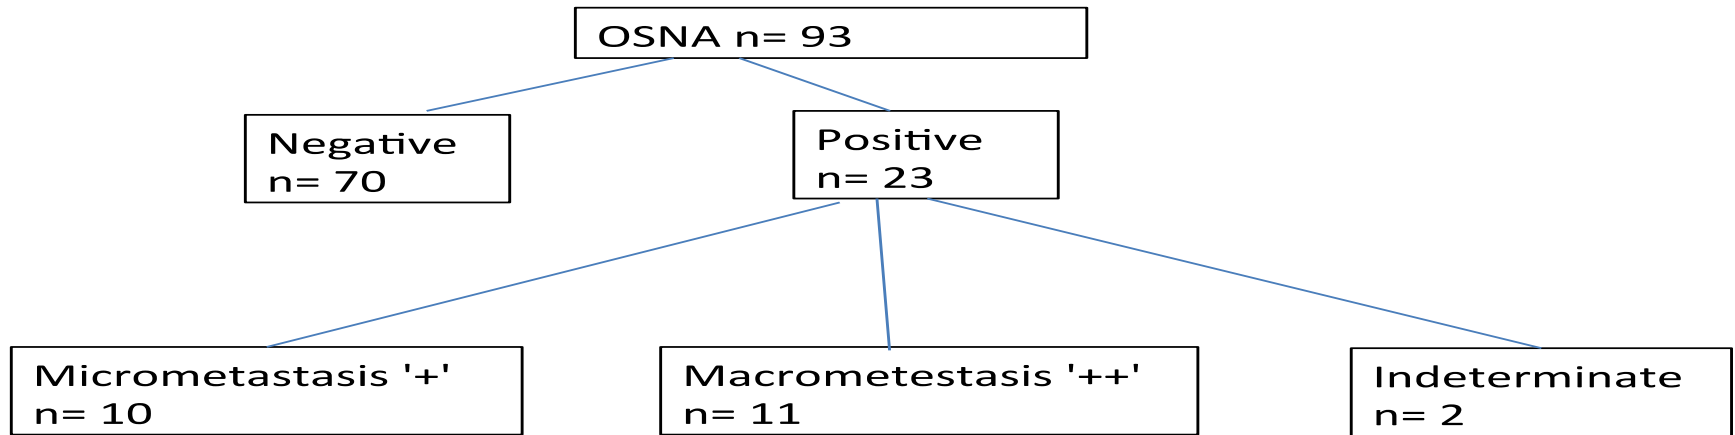 OSNA n= 93
Negative
n= 70
Positive
n= 23
Micrometastasis '+'
n= 10
Macrometestasis '++'
n= 11
Indeterminate
n= 2